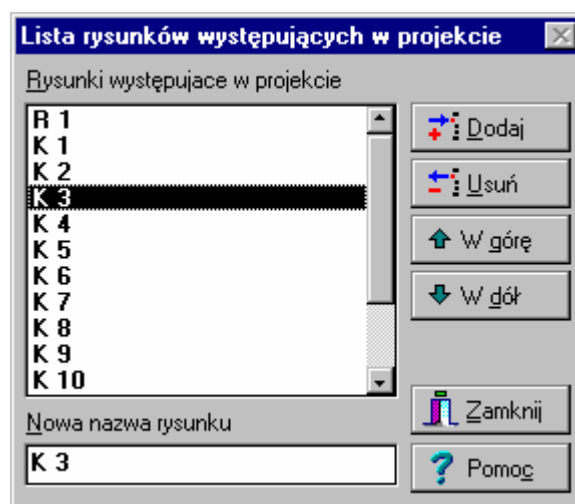 Lista rysunków występujących w projekcie
Rysunki występujace w projekcie
R 1
K 1
K 2
K 3
K 4
K 5
K 6
K 7
K 8
K 9
K 10
Dodaj
Usuń
W górę
W dół
Nowa nazwa rysunku
K 3
Zamknij
Pomoc